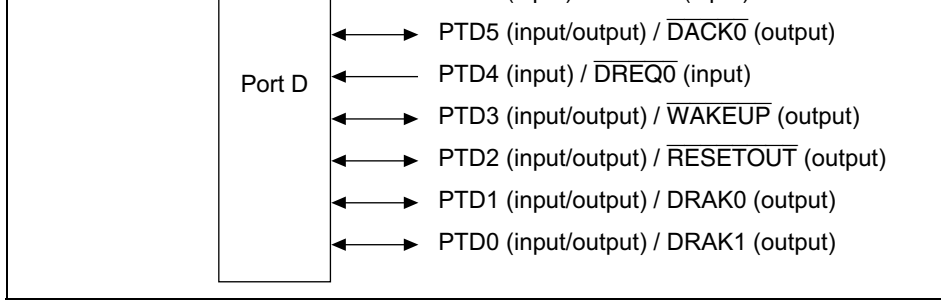 PTD5 (input/output) / DACK0 (output)
Port D
PTD4 (input) / DREQ0 (input)
PTD3 (input/output) / WAKEUP (output)
PTD2 (input/output) / RESETOUT (output)
PTD1 (input/output) / DRAK0 (output)
PTD0 (input/output) / DRAK1 (output)